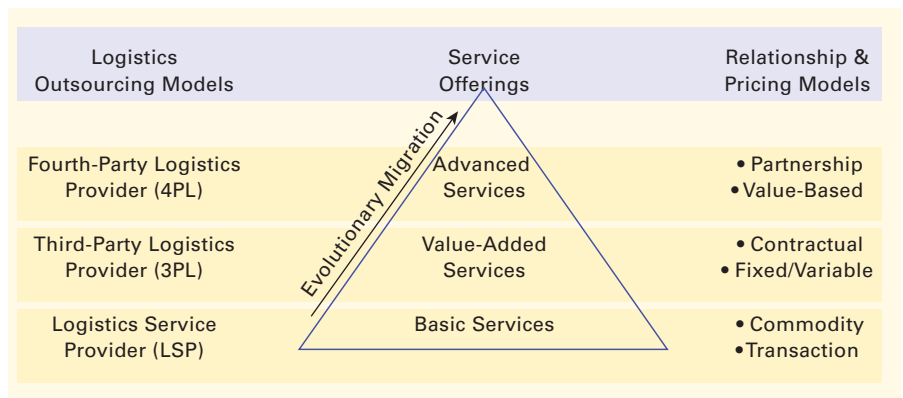 Logistics
Outsourcing Models
Service
Offerings
Relationship &
Pricing Models
Evolutionary Migration
Fourth-Party Logistics
Provider (4PL)
Advanced
Services
• Partnership
• Value-Based
Third-Party Logistics
Provider (3PL)
Value-Added
Services
• Contractual
• Fixed/Variable
Logistics Service
Provider (LSP)
Basic Services
• Commodity
• Transaction